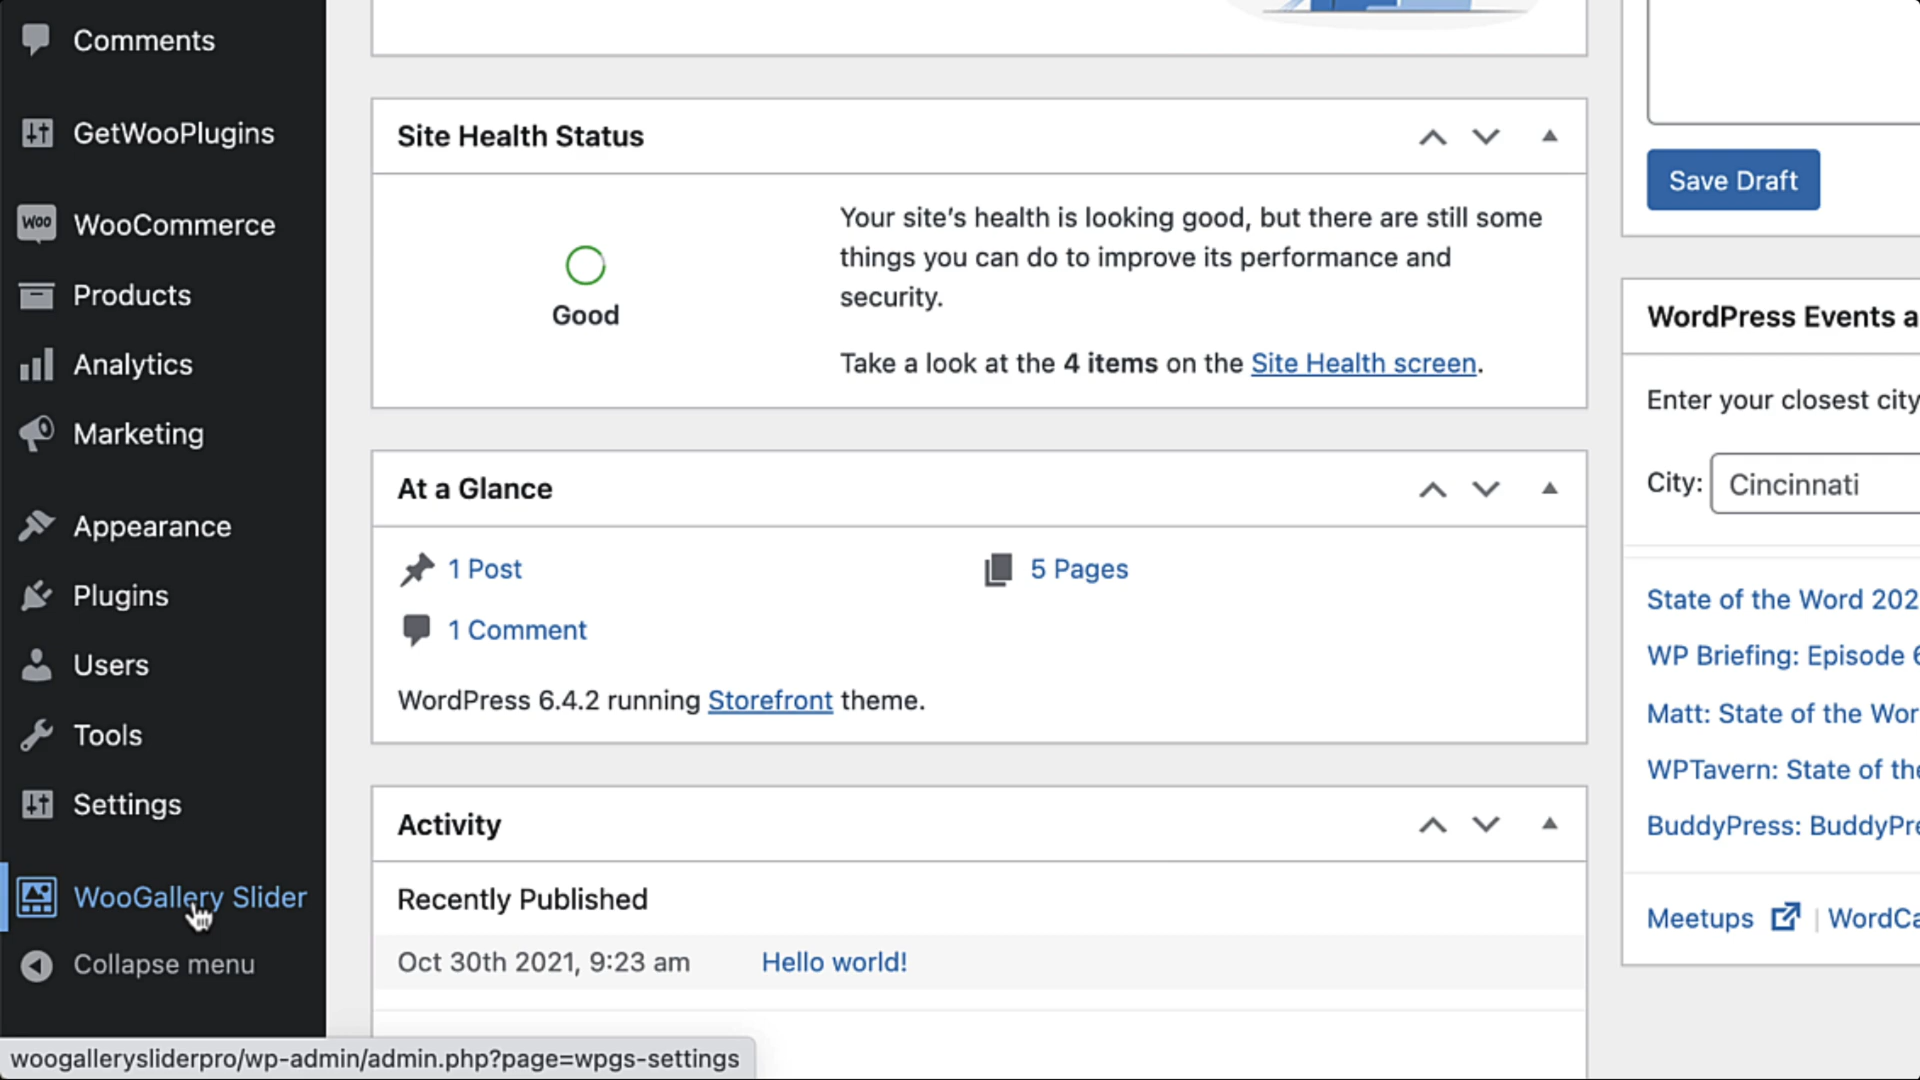 Comments
GetWooPlugins
Woo
WooCommerce
Products
Analytics
Marketing
Appearance
Plugins
Users
Tools
Settings
WooGallery Slider
Collapse menu
Site Health Status
Good
Your site's health is looking good, but there are still some
things you can do to improve its performance and
security.
Take a look at the 4 items on the Site Health screen.
At a Glance
1 Post
5 Pages
1 Comment
WordPress 6.4.2 running Storefront theme.
Activity
Recently Published
Oct 30th 2021, 9:23 am
Hello world!
Save Draft
WordPress Events a
Enter your closest city
City:
Cincinnati
State of the Word 202
WP Briefing: Episode 6
Matt: State of the Wor
WPTavern: State of the
BuddyPress: BuddyPre
Meetups | WordCa
woogallerysliderpro/wp-admin/admin.php?page=wpgs-settings